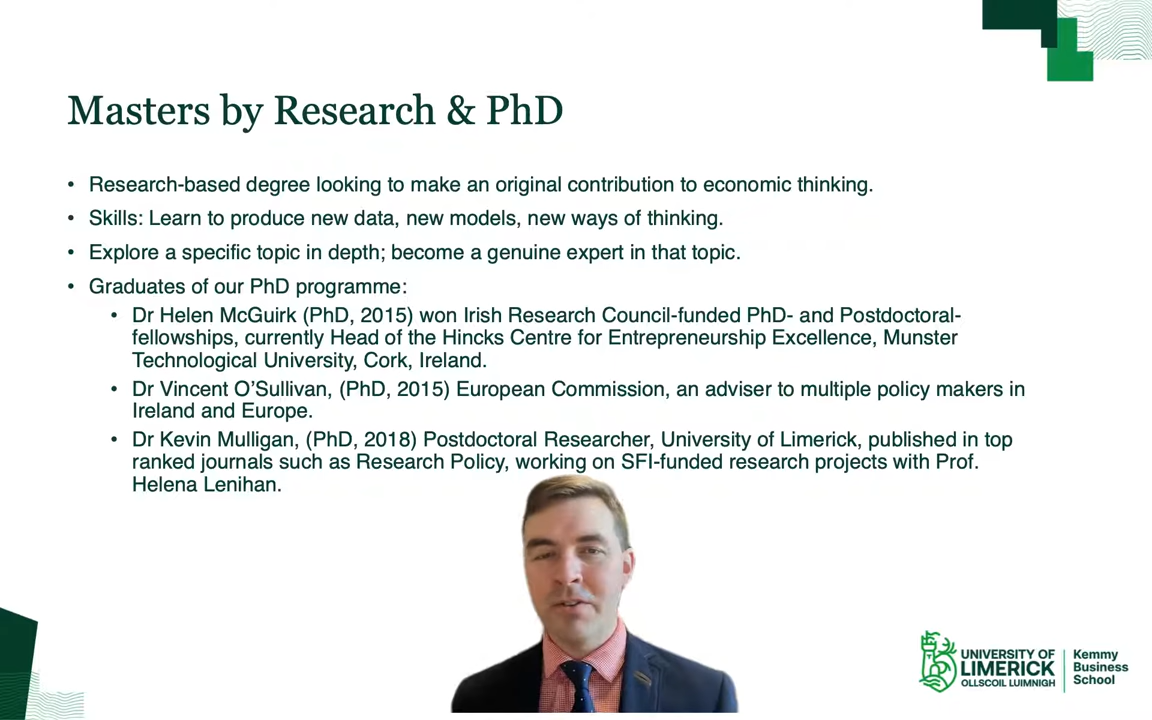 Masters by Research & PhD
• Research-based degree looking to make an original contribution to economic thinking.
• Skills: Learn to produce new data, new models, new ways of thinking.
• Explore a specific topic in depth; become a genuine expert in that topic.
• Graduates of our PhD programme:
• Dr Helen McGuirk (PhD, 2015) won Irish Research Council-funded PhD- and Postdoctoral-
fellowships, currently Head of the Hincks Centre for Entrepreneurship Excellence, Munster
Technological University, Cork, Ireland.
• Dr Vincent O’Sullivan, (PhD, 2015) European Commission, an adviser to multiple policy makers in
Ireland and Europe.
• Dr Kevin Mulligan, (PhD, 2018) Postdoctoral Researcher, University of Limerick, published in top
ranked journals such as Research Policy, working on SFI-funded research projects with Prof.
Helena Lenihan.
UNIVERSITY OF
LIMERICK
OLLSCOIL LUIMNIGH
Kemmy
Business
School